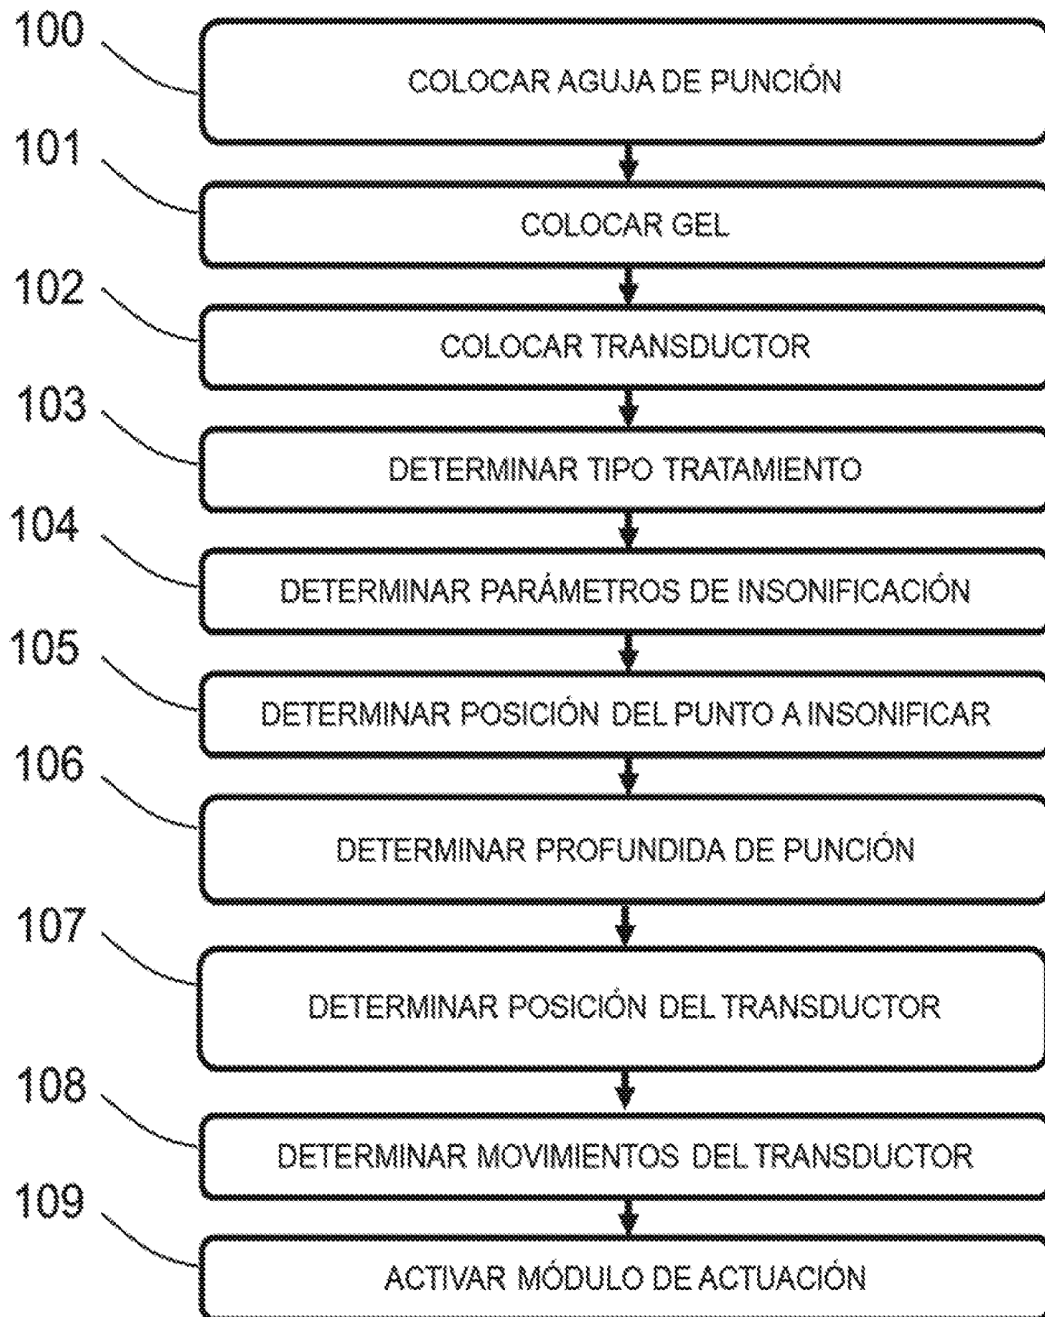 100
COLOCAR AGUJA DE PUNCIÓN
101
COLOCAR GEL
102
COLOCAR TRANSDUCTOR
103
DETERMINAR TIPO TRATAMIENTO
104
DETERMINAR PARÁMETROS DE INSONIFICACIÓN
105
DETERMINAR POSICIÓN DEL PUNTO A INSONIFICAR
106
DETERMINAR PROFUNDIDA DE PUNCIÓN
107
DETERMINAR POSICIÓN DEL TRANSDUCTOR
108
DETERMINAR MOVIMIENTOS DEL TRANSDUCTOR
109
ACTIVAR MÓDULO DE ACTUACIÓN